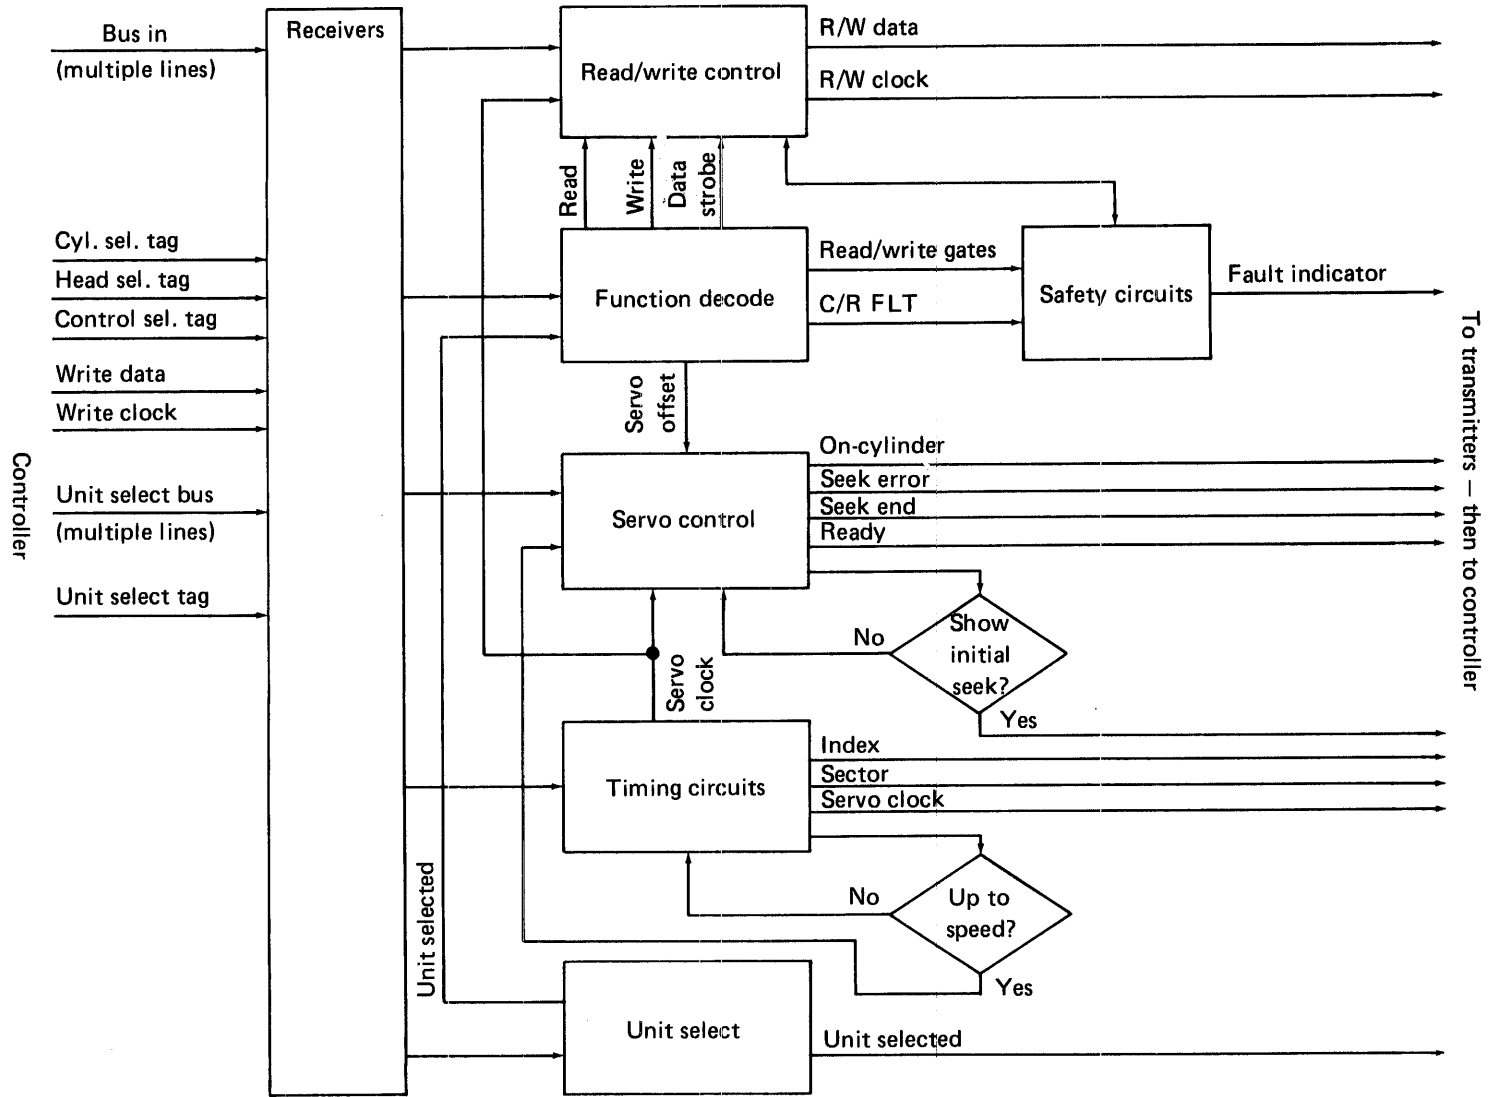 Bus in
(multiple lines)
Receivers
Read/write control
R/W data
R/W clock
Read
Write
Data
strobe
Cyl. sel. tag
Head sel. tag
Control sel. tag
Write data
Write clock
Function decode
Read/write gates
C/R FLT
Safety circuits
Fault indicator
Servo
offset
Controller
Unit select bus
(multiple lines)
Unit select tag
Servo control
On-cylinder
Seek error
Seek end
Ready
To transmitters — then to controller
Show
initial
seek?
No
Yes
Servo
clock
Timing circuits
Index
Sector
Servo clock
Up to
speed?
No
Yes
Unit selected
Unit select
Unit selected